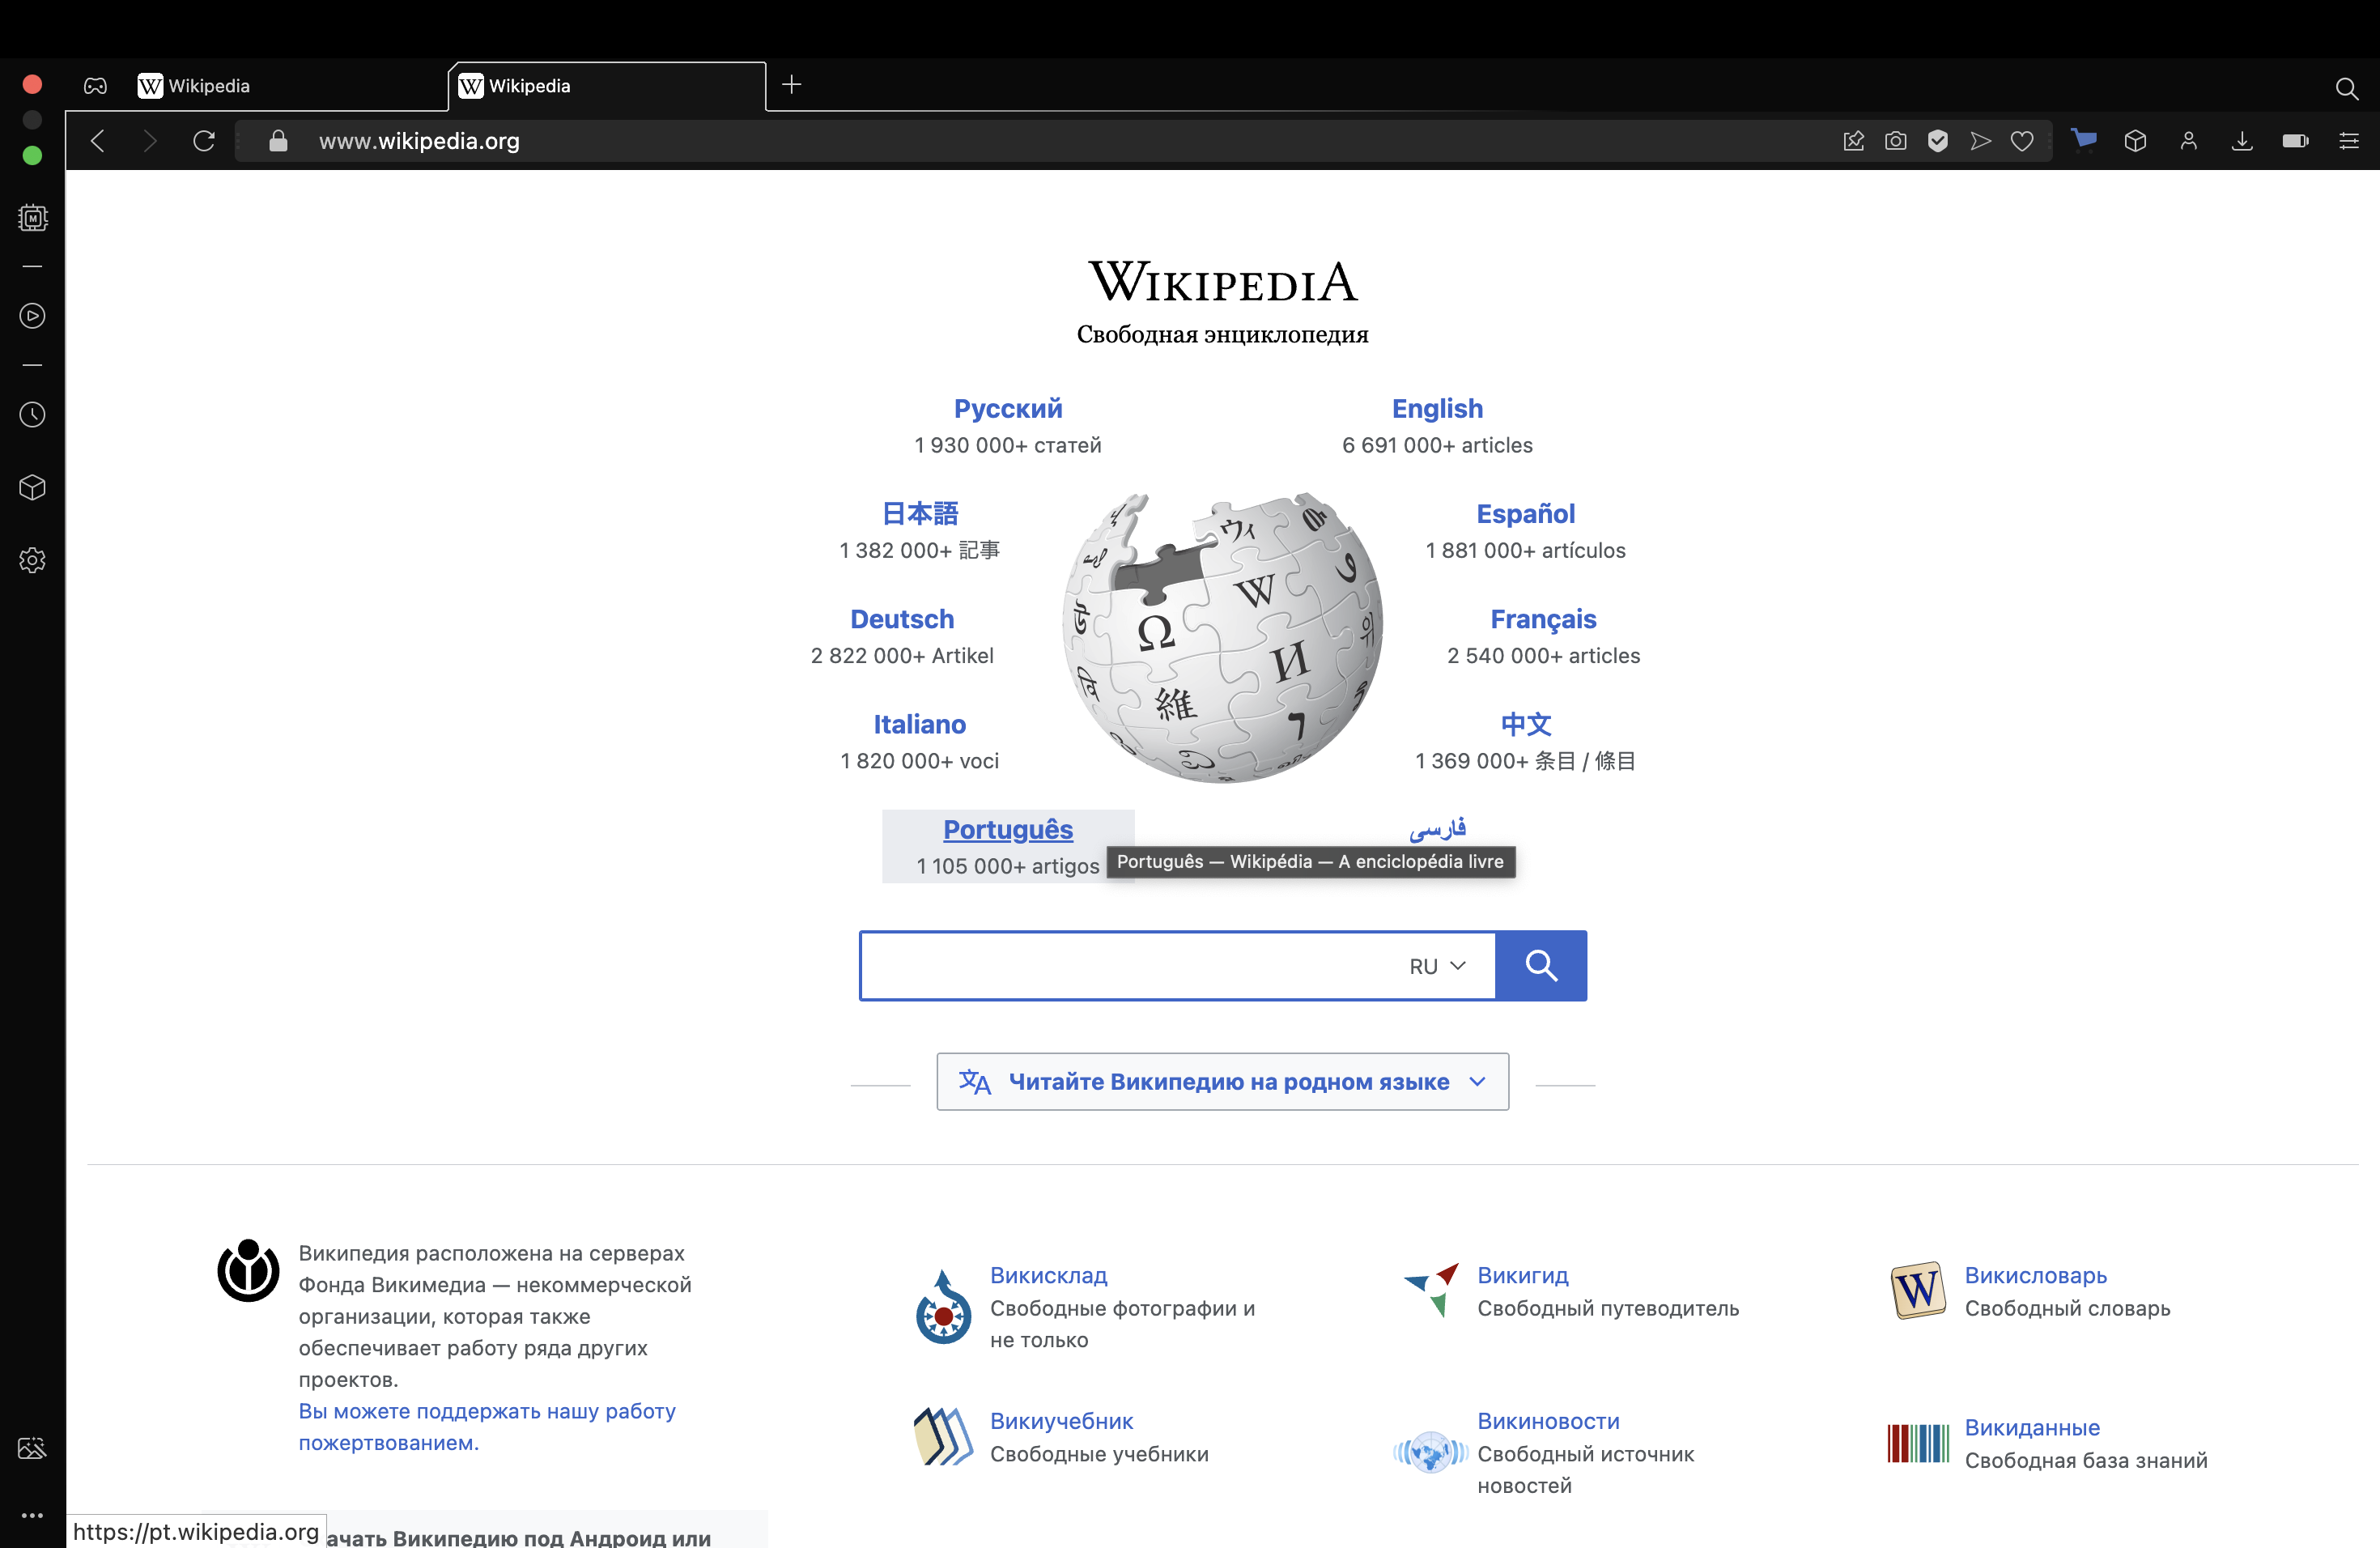 Wikipedia
Wikipedia
www.wikipedia.org
WIKIPEDIA
Свободная энциклопедия
Русский
1 930 000+ статей
English
6 691 000+ articles
日本語
1 382 000+ 記事
Español
1 881 000+ artículos
Deutsch
2 822 000+ Artikel
Français
2 540 000+ articles
Italiano
1 820 000+ voci
中文
1 369 000+ 条目 / 條目
Português
1 105 000+ artigos
فارسی
Português — Wikipédia — A enciclopédia livre
Ω
W
И
維
ウィ
RU
Читайте Википедию на родном языке
Википедия расположена на серверах
Фонда Викимедиа — некоммерческой
организации, которая также
обеспечивает работу ряда других
проектов.
Вы можете поддержать нашу работу
пожертвованием.
Викисклад
Свободные фотографии и
не только
Викигид
Свободный путеводитель
W
Викисловарь
Свободный словарь
Викиучебник
Свободные учебники
Викиновости
Свободный источник
новостей
Викиданные
Свободная база знаний
https://pt.wikipedia.org
ачать Википедию под Андроид или